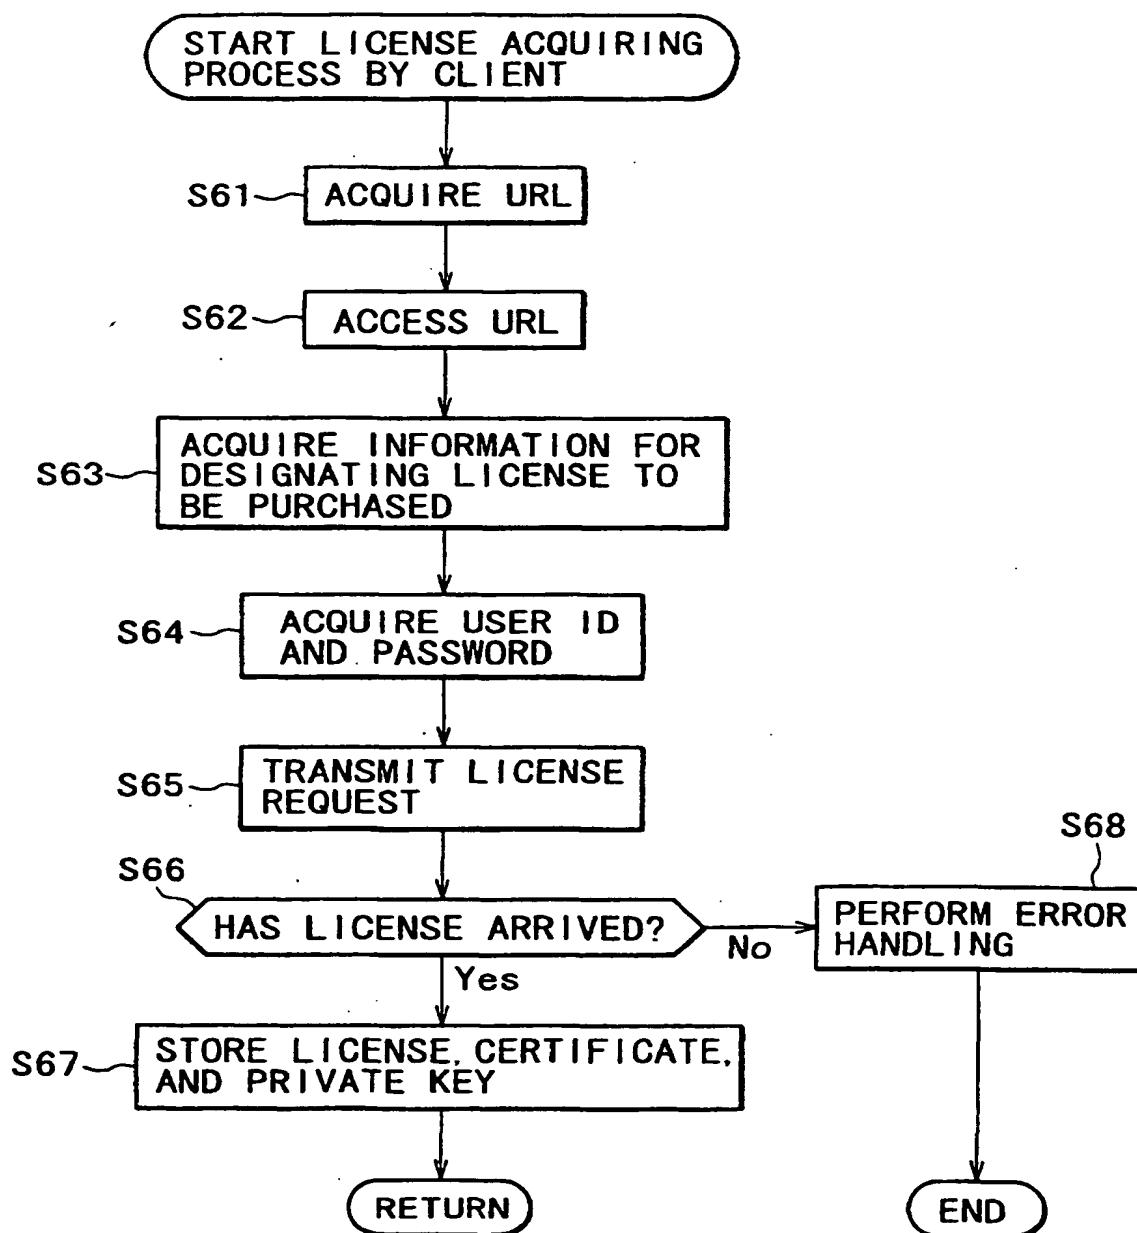 START LICENSE ACQUIRING
PROCESS BY CLIENT
S61
ACQUIRE URL
S62
ACCESS URL
S63
ACQUIRE INFORMATION FOR
DESIGNATING LICENSE TO
BE PURCHASED
S64
ACQUIRE USER ID
AND PASSWORD
S65
TRANSMIT LICENSE
REQUEST
S66
HAS LICENSE ARRIVED?
No
S68
PERFORM ERROR
HANDLING
Yes
S67
STORE LICENSE, CERTIFICATE,
AND PRIVATE KEY
RETURN
END